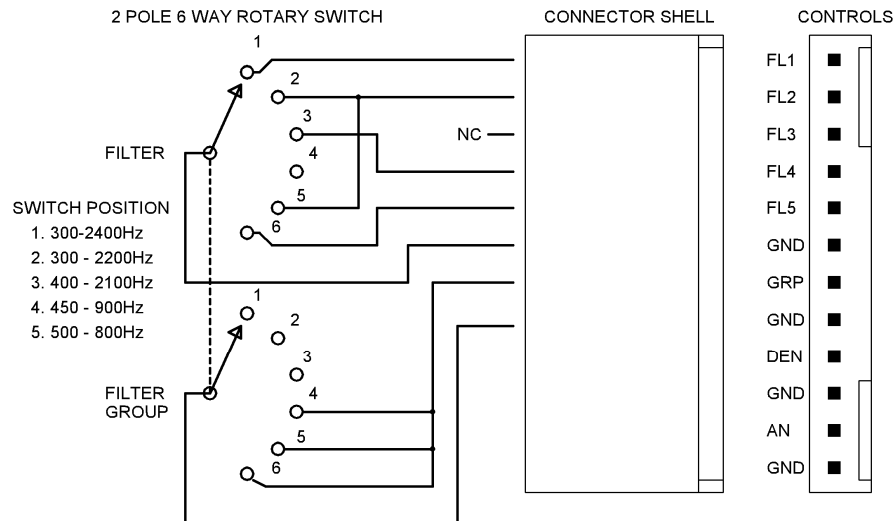 2 POLE 6 WAY ROTARY SWITCH
CONNECTOR SHELL
CONTROLS
1
2
3
4
5
6
FILTER
NC
SWITCH POSITION
1. 300-2400Hz
2. 300 - 2200Hz
3. 400 - 2100Hz
4. 450 - 900Hz
5. 500 - 800Hz
1
2
3
4
5
6
FILTER
GROUP
FL1
FL2
FL3
FL4
FL5
GND
GRP
GND
DEN
GND
AN
GND